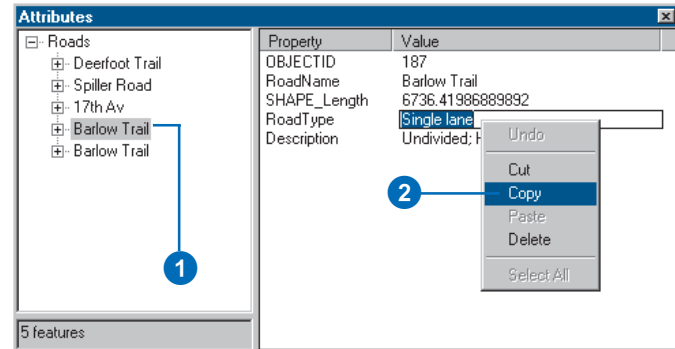 Attributes
Roads
Deerfoot Trail
Spiller Road
17th Av
Barlow Trail
Barlow Trail
5 features
Property Value
OBJECTID 187
RoadName Barlow Trail
SHAPE_Length 6736.41986889892
RoadType Single lane
Description Undivided; H
Undo
Cut
Copy
Paste
Delete
Select All
1
2